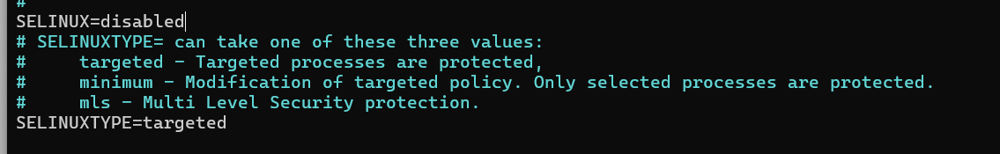 #
SELINUX=disabled
# SELINUXTYPE= can take one of these three values:
#     targeted - Targeted processes are protected,
#     minimum - Modification of targeted policy. Only selected processes are protected.
#     mls - Multi Level Security protection.
SELINUXTYPE=targeted